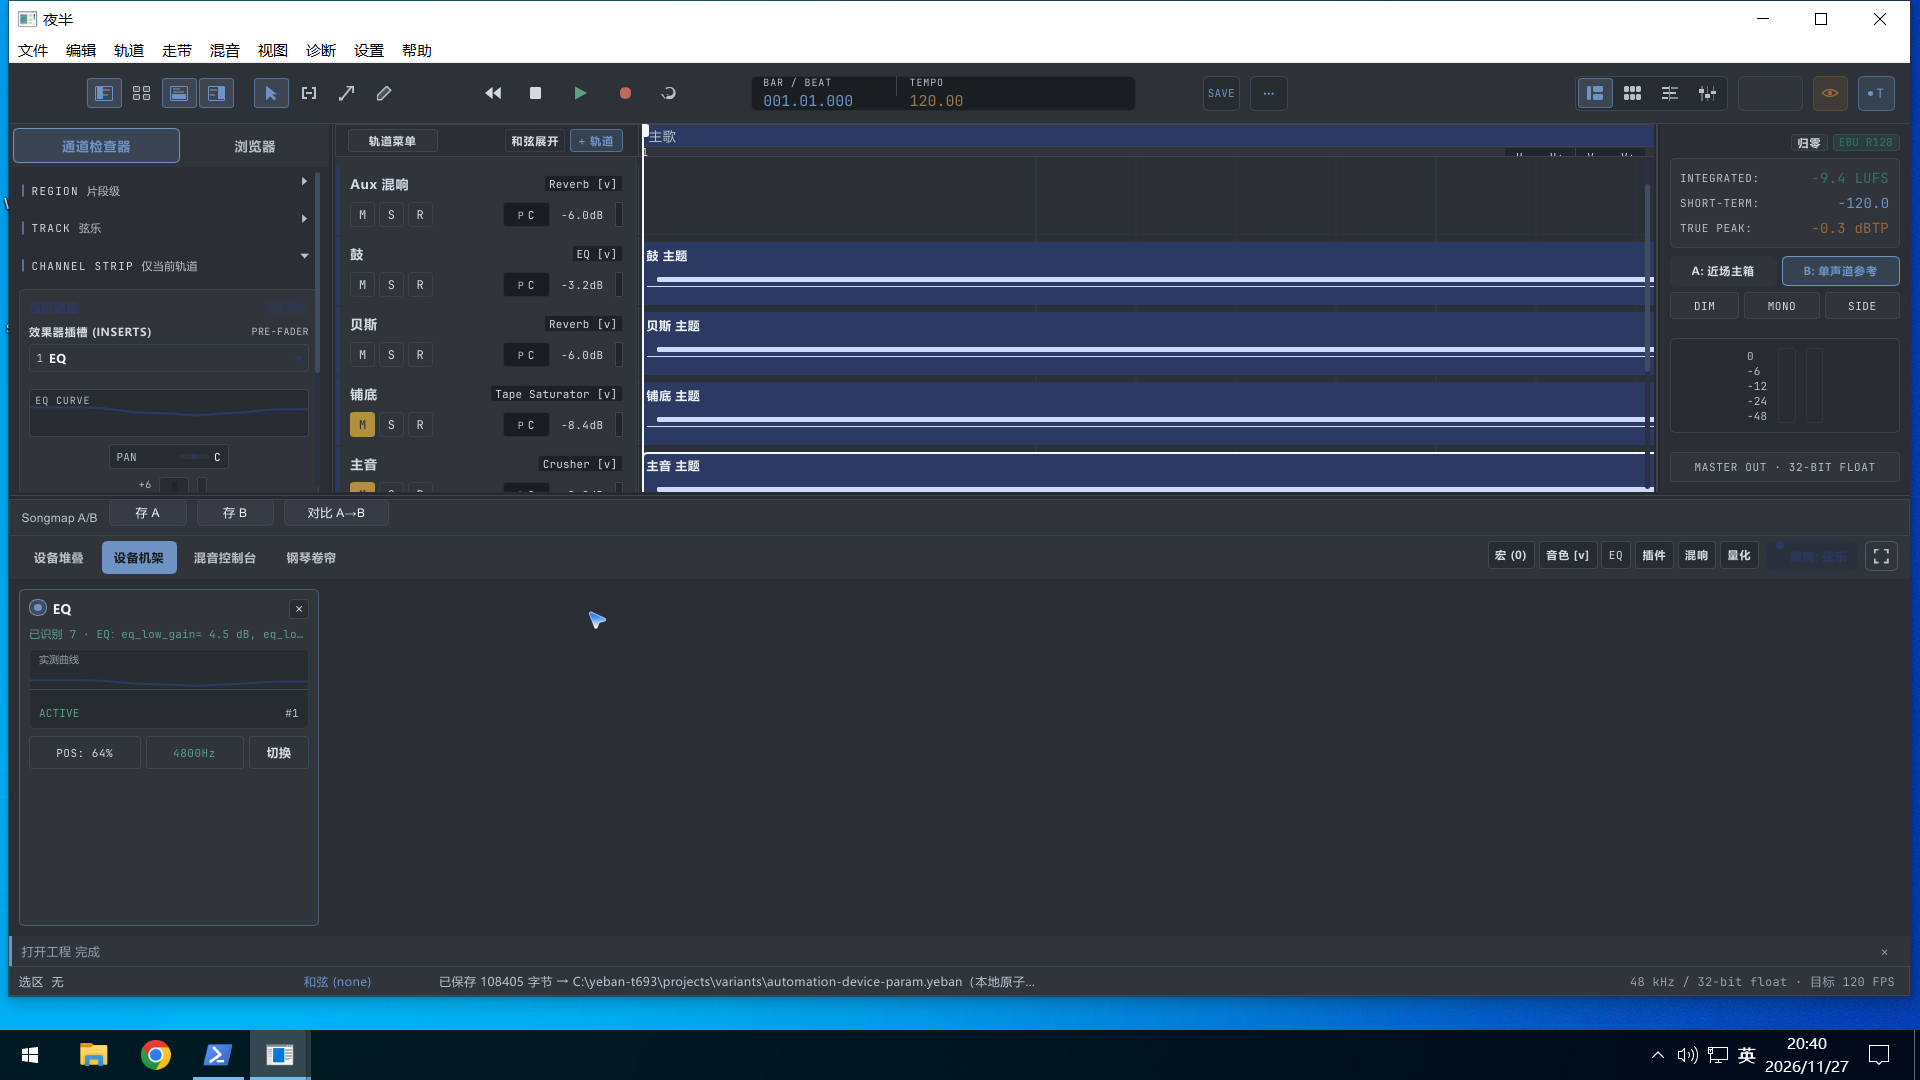 夜半
文件 编辑 轨道 走带 混音 视图 诊断 设置 帮助
BAR / BEAT
001.01.000
TEMPO
120.00
SAVE
···
T
通道检查器
浏览器
REGION 片段级
TRACK 弦乐
CHANNEL STRIP 仅当前轨道
效果器插槽 (INSERTS)
PRE-FADER
1 EQ
EQ CURVE
PAN
C
+6
轨道菜单
和弦展开
+ 轨道
Aux 混响
Reverb [v]
M S R
P C
-6.0dB
鼓
EQ [v]
M S R
P C
-3.2dB
贝斯
Reverb [v]
M S R
P C
-6.0dB
铺底
Tape Saturator [v]
M S R
P C
-8.4dB
主音
Crusher [v]
主歌
1
鼓 主题
贝斯 主题
铺底 主题
主音 主题
归零
EBU R128
INTEGRATED:
-9.4 LUFS
SHORT-TERM:
-120.0
TRUE PEAK:
-0.3 dBTP
A: 近场主箱
B: 单声道参考
DIM
MONO
SIDE
0
-6
-12
-24
-48
MASTER OUT · 32-BIT FLOAT
Songmap A/B
存 A
存 B
对比 A→B
设备堆叠
设备机架
混音控制台
钢琴卷帘
宏 (0)
音色 [v]
EQ
插件
混响
量化
EQ
×
已识别 7 · EQ: eq_low_gain= 4.5 dB, eq_lo…
实测曲线
ACTIVE
#1
POS: 64%
4800Hz
切换
打开工程 完成
×
选区 无
和弦 (none)
已保存 108405 字节 → C:\yeban-t693\projects\variants\automation-device-param.yeban（本地原子…
48 kHz / 32-bit float · 目标 120 FPS
英
20:40
2026/11/27